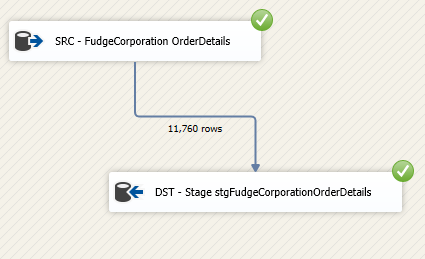 SRC - FudgeCorporation OrderDetails
11,760 rows
DST - Stage stgFudgeCorporationOrderDetails